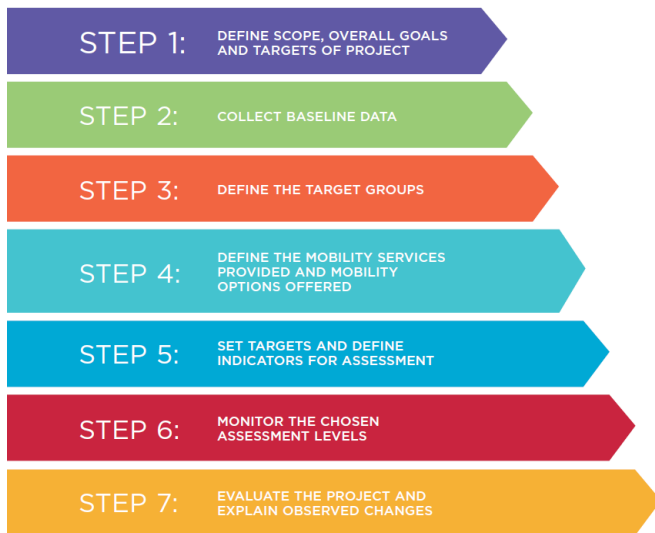 STEP 1:
DEFINE SCOPE, OVERALL GOALS
AND TARGETS OF PROJECT
STEP 2:
COLLECT BASELINE DATA
STEP 3:
DEFINE THE TARGET GROUPS
STEP 4:
DEFINE THE MOBILITY SERVICES
PROVIDED AND MOBILITY
OPTIONS OFFERED
STEP 5:
SET TARGETS AND DEFINE
INDICATORS FOR ASSESSMENT
STEP 6:
MONITOR THE CHOSEN
ASSESSMENT LEVELS
STEP 7:
EVALUATE THE PROJECT AND
EXPLAIN OBSERVED CHANGES